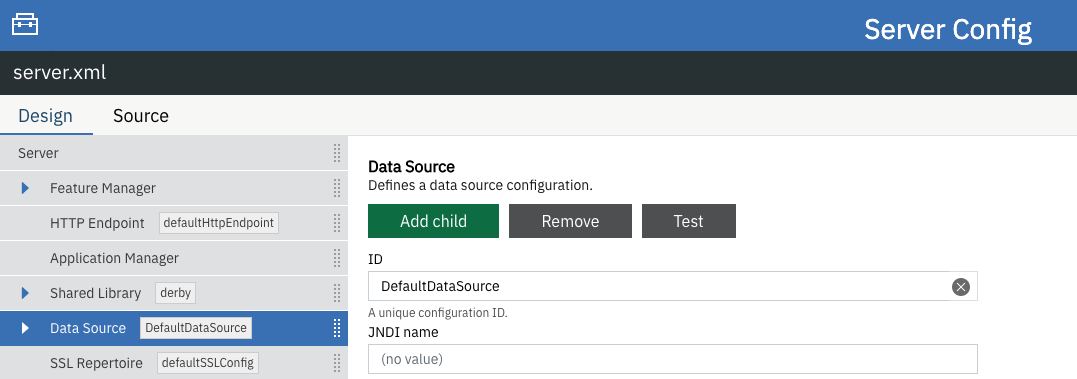 Server Config
server.xml
Design Source
Server
Feature Manager
HTTP Endpoint defaultHttpEndpoint
Application Manager
Shared Library derby
Data Source DefaultDataSource
SSL Repertoire defaultSSLConfig
Data Source
Defines a data source configuration.
Add child Remove Test
ID
DefaultDataSource
A unique configuration ID.
JNDI name
(no value)